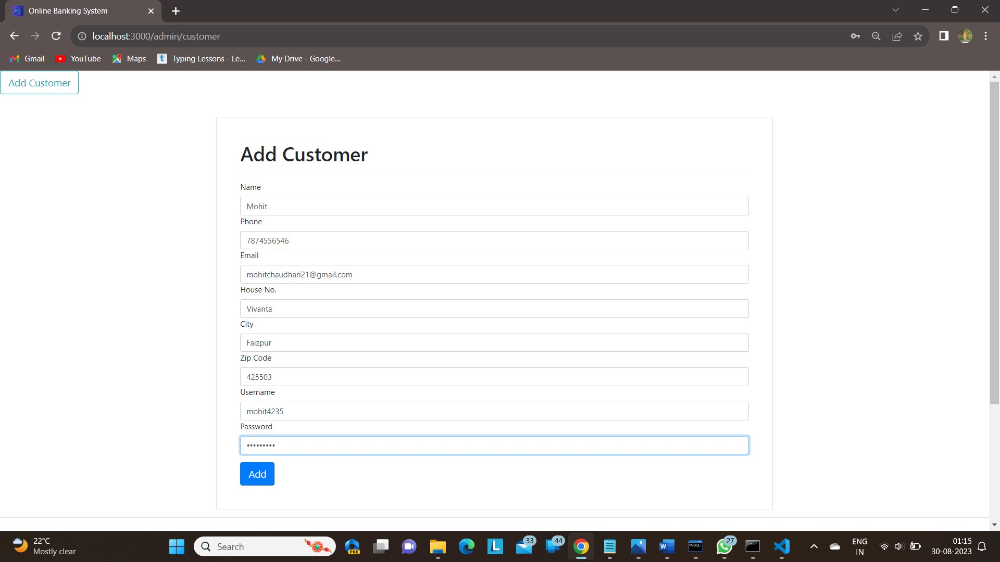 Online Banking System
localhost:3000/admin/customer
Gmail YouTube Maps t Typing Lessons - Le... My Drive - Google...
Add Customer
Add Customer
Name
Mohit
Phone
7874556546
Email
mohitchaudhari21@gmail.com
House No.
Vivanta
City
Faizpur
Zip Code
425503
Username
mohit4235
Password
•••••••••
Add
22°C
Mostly clear
Search
PRE
L
33
44
W
MySQL
27
ENG
IN
01:15
30-08-2023